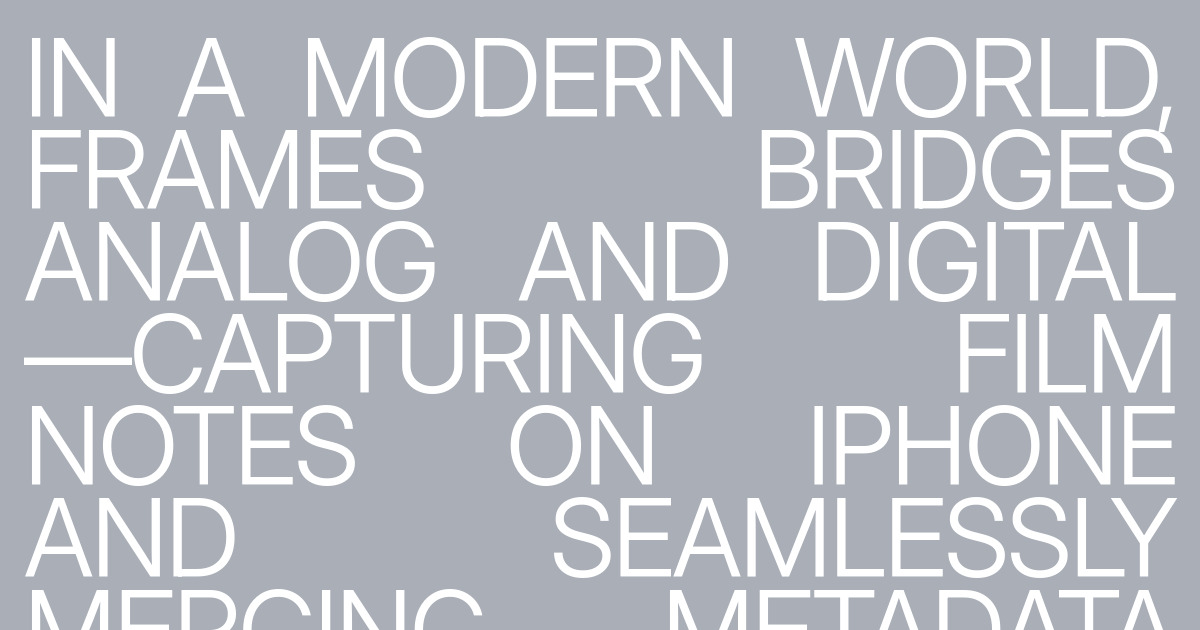 IN A MODERN WORLD,
FRAMES BRIDGES
ANALOG AND DIGITAL
—CAPTURING FILM
NOTES ON IPHONE
AND SEAMLESSLY
MERGING METADATA